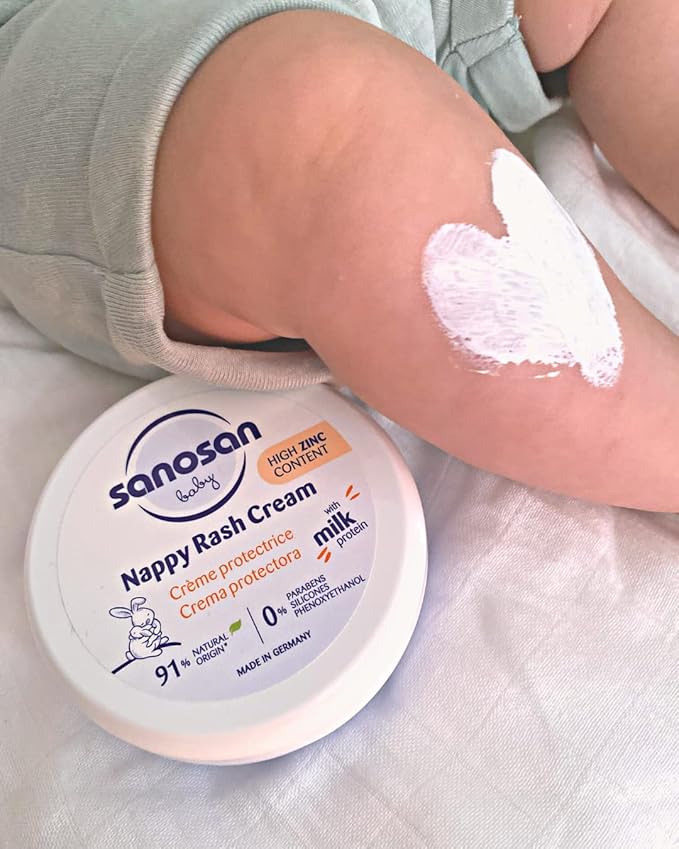 sanosan
baby
HIGH ZINC
CONTENT
Nappy Rash Cream
Crème protectrice
Crema protectora
with
milk
protein
91% NATURAL
ORIGIN*
0% PARABENS
SILICONES
PHENOXYETHANOL
MADE IN GERMANY